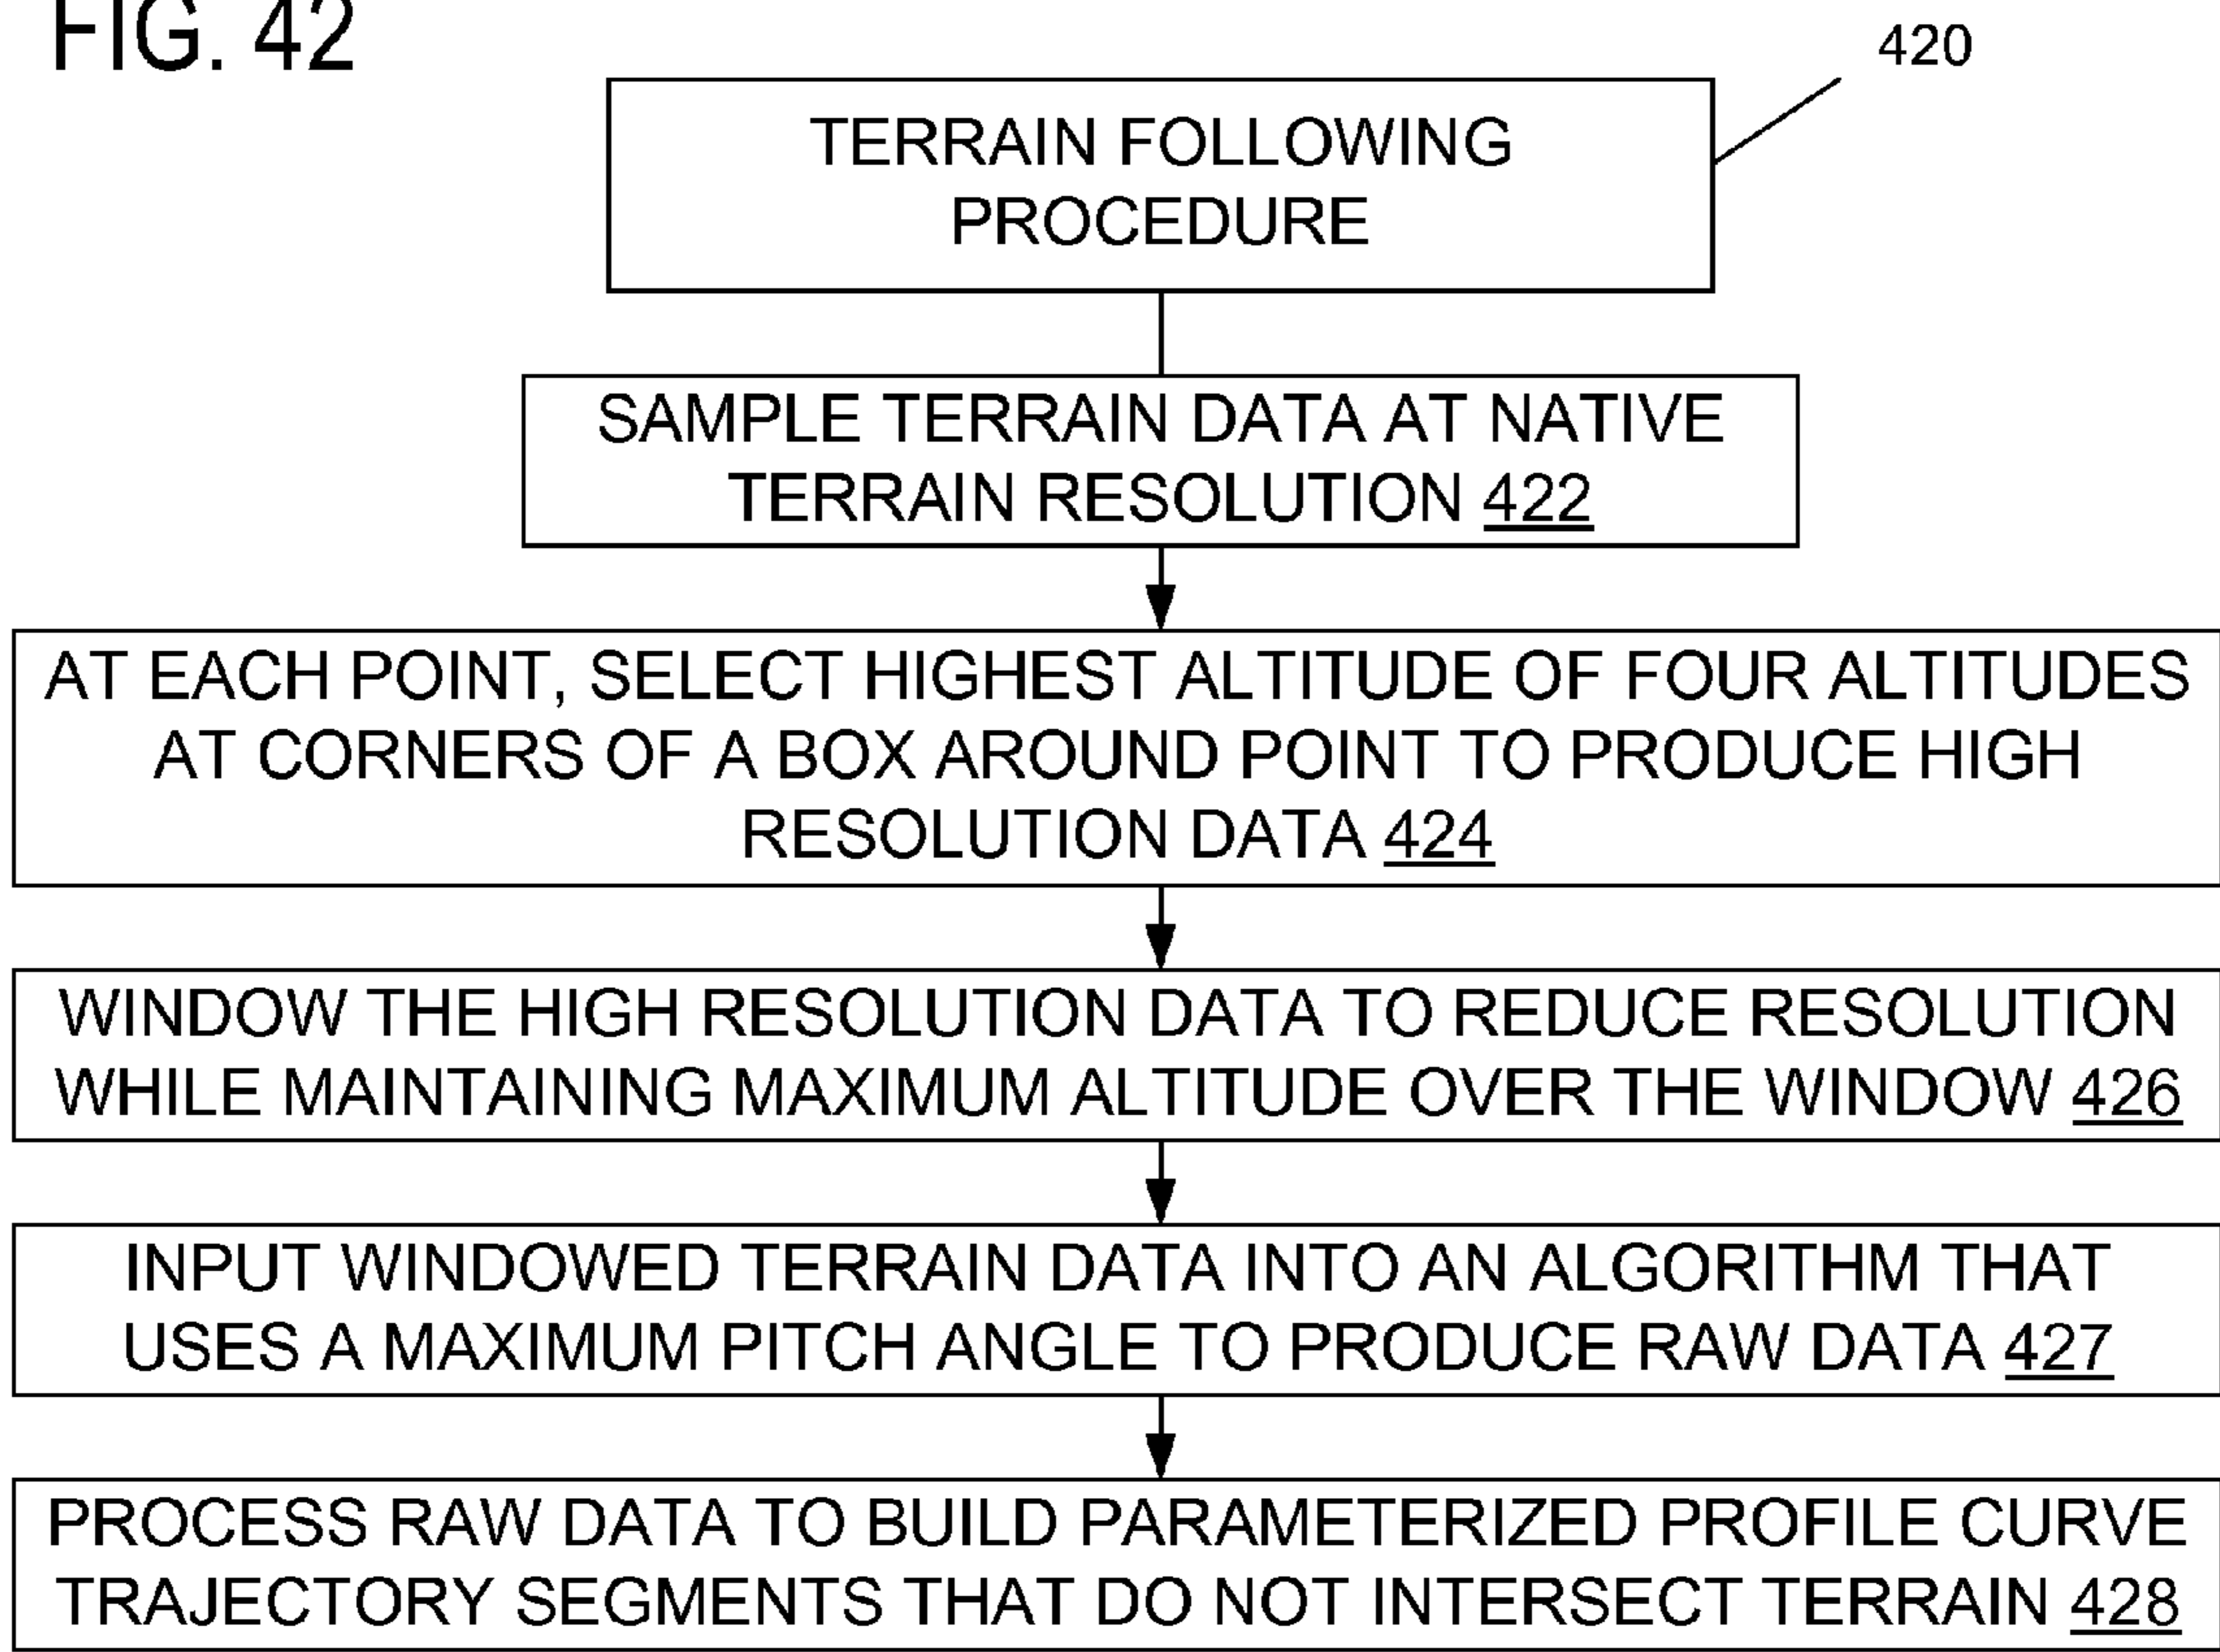 FIG. 42
420
TERRAIN FOLLOWING
PROCEDURE
SAMPLE TERRAIN DATA AT NATIVE
TERRAIN RESOLUTION 422
AT EACH POINT, SELECT HIGHEST ALTITUDE OF FOUR ALTITUDES
AT CORNERS OF A BOX AROUND POINT TO PRODUCE HIGH
RESOLUTION DATA 424
WINDOW THE HIGH RESOLUTION DATA TO REDUCE RESOLUTION
WHILE MAINTAINING MAXIMUM ALTITUDE OVER THE WINDOW 426
INPUT WINDOWED TERRAIN DATA INTO AN ALGORITHM THAT
USES A MAXIMUM PITCH ANGLE TO PRODUCE RAW DATA 427
PROCESS RAW DATA TO BUILD PARAMETERIZED PROFILE CURVE
TRAJECTORY SEGMENTS THAT DO NOT INTERSECT TERRAIN 428